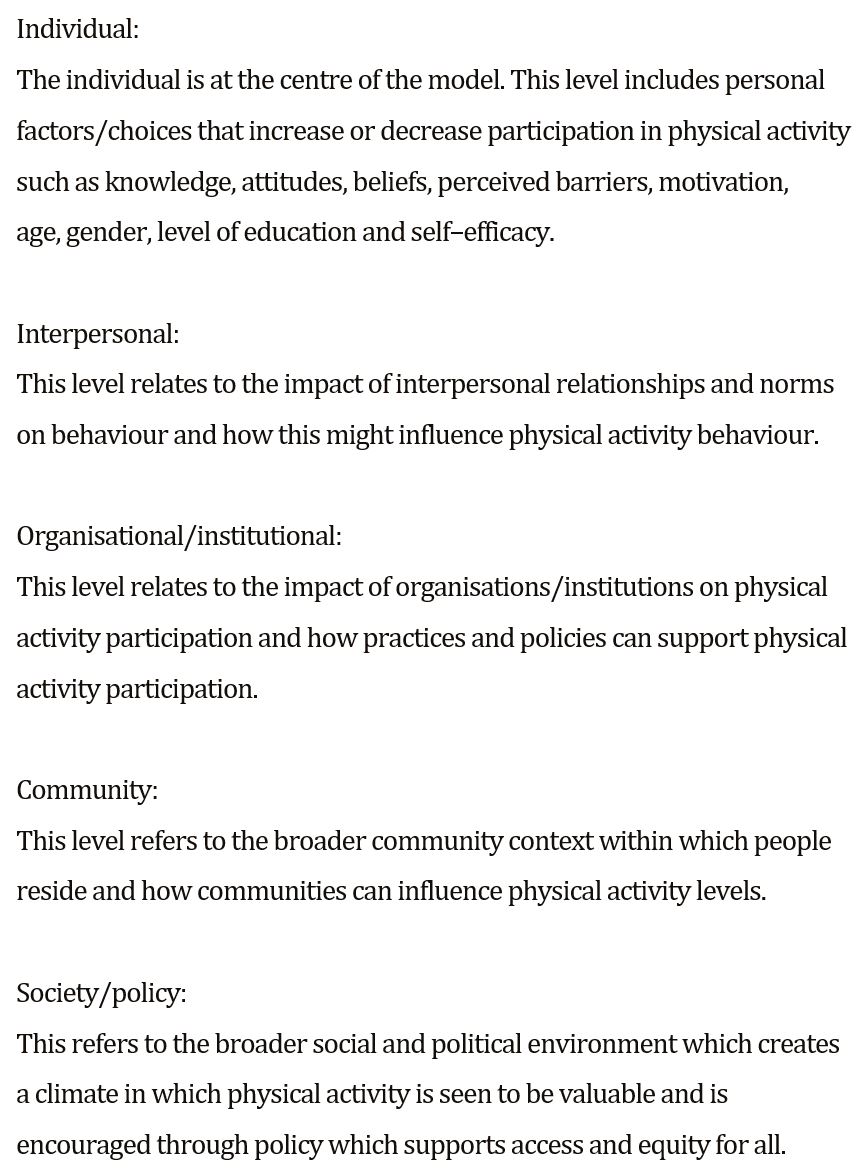 Individual:
The individual is at the centre of the model. This level includes personal
factors/choices that increase or decrease participation in physical activity
such as knowledge, attitudes, beliefs, perceived barriers, motivation,
age, gender, level of education and self–efficacy.
Interpersonal:
This level relates to the impact of interpersonal relationships and norms
on behaviour and how this might influence physical activity behaviour.
Organisational/institutional:
This level relates to the impact of organisations/institutions on physical
activity participation and how practices and policies can support physical
activity participation.
Community:
This level refers to the broader community context within which people
reside and how communities can influence physical activity levels.
Society/policy:
This refers to the broader social and political environment which creates
a climate in which physical activity is seen to be valuable and is
encouraged through policy which supports access and equity for all.